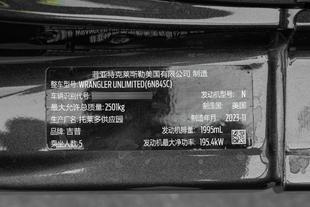 菲亚特克莱斯勒美国有限公司 制造
整车型号:WRANGLER UNLIMITED(6NB4SC)
车辆识别代号: 发动机型号: N
最大允许总质量:2501kg 制造国: 美国
生产厂名: 托莱多供应园 制造年月: 2023-11
品牌: 吉普 发动机排量: 1995mL
乘坐人数:5 发动机最大净功率: 195.4kW